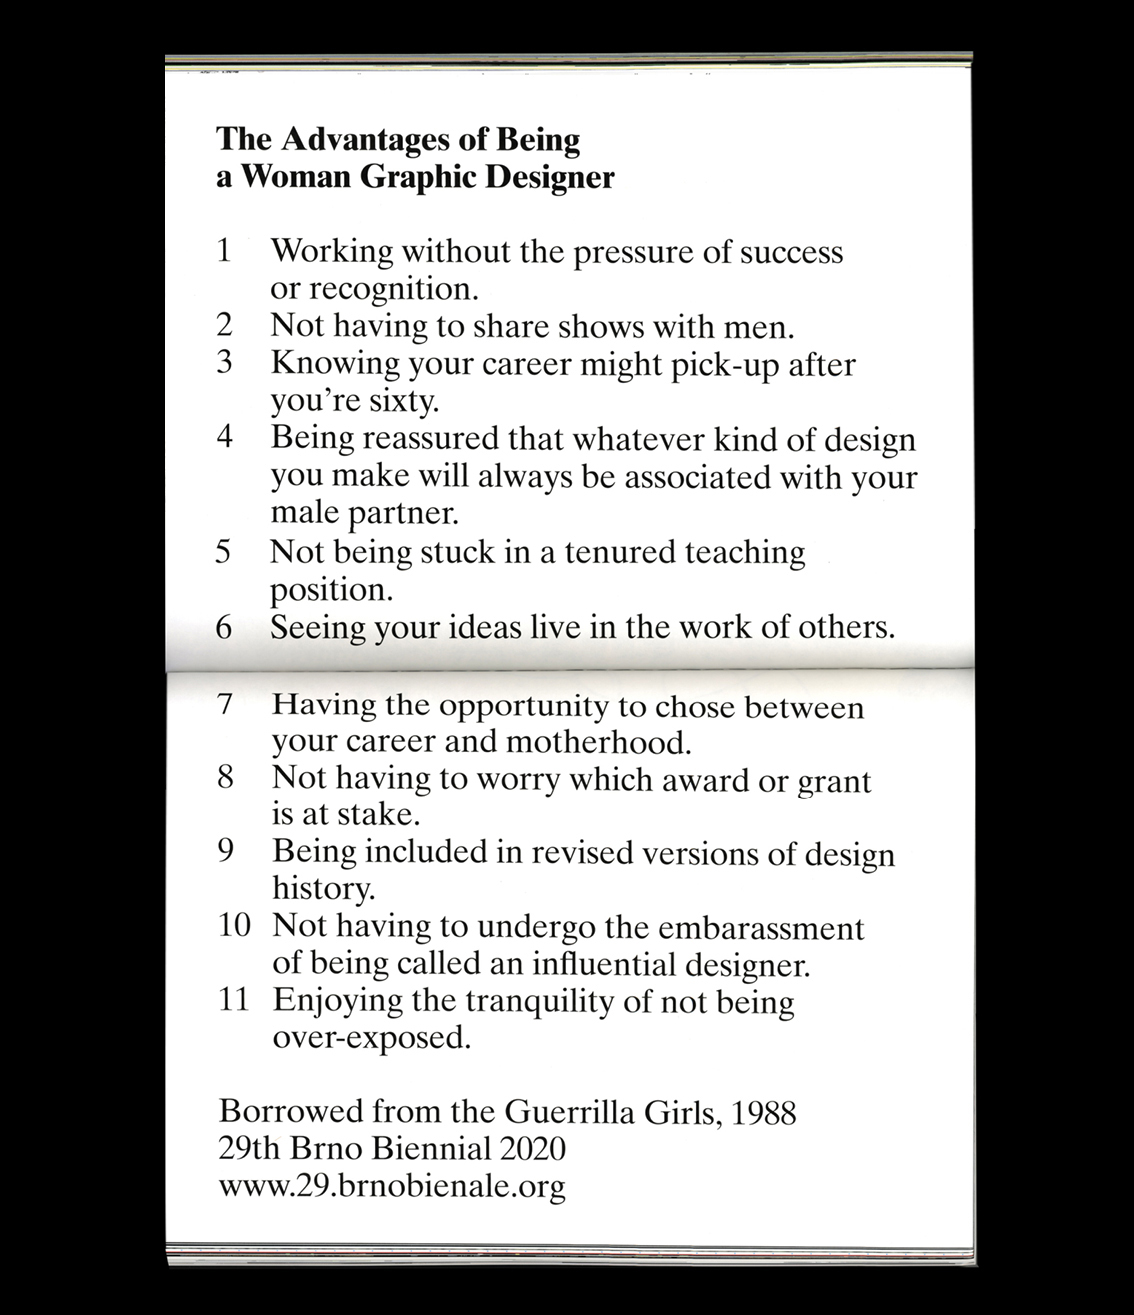 The Advantages of Being
a Woman Graphic Designer
1 Working without the pressure of success
or recognition.
2 Not having to share shows with men.
3 Knowing your career might pick-up after
you’re sixty.
4 Being reassured that whatever kind of design
you make will always be associated with your
male partner.
5 Not being stuck in a tenured teaching
position.
6 Seeing your ideas live in the work of others.
7 Having the opportunity to chose between
your career and motherhood.
8 Not having to worry which award or grant
is at stake.
9 Being included in revised versions of design
history.
10 Not having to undergo the embarassment
of being called an influential designer.
11 Enjoying the tranquility of not being
over-exposed.
Borrowed from the Guerrilla Girls, 1988
29th Brno Biennial 2020
www.29.brnobienale.org